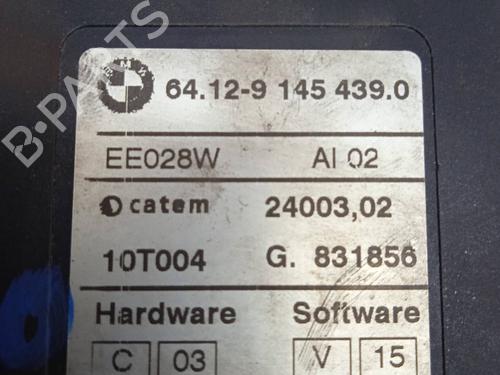 B-PARTS
BMW
64.12-9 145 439.0
EE028W AI 02
catem 24003,02
10T004 G. 831856
Hardware Software
C 03 V 15